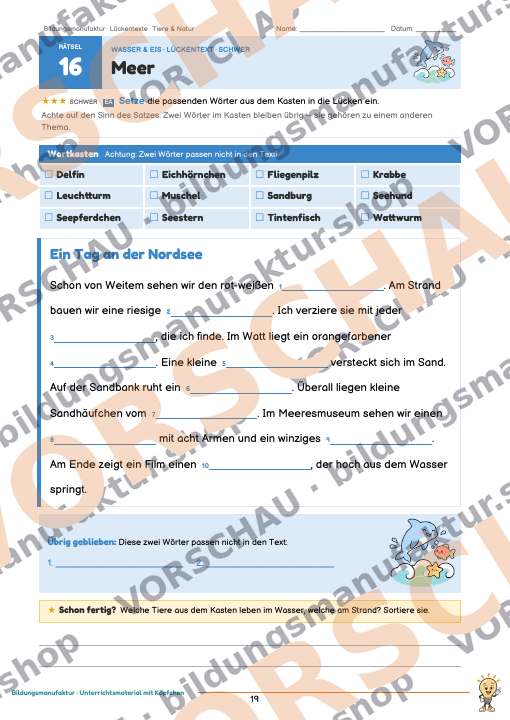 Bildungsmanufaktur · Lückentexte · Tiere & Natur Name: Datum:
RÄTSEL
16
WASSER & EIS · LÜCKENTEXT · SCHWER
Meer
★★★ SCHWER EA Setze die passenden Wörter aus dem Kasten in die Lücken ein.
Achte auf den Sinn des Satzes. Zwei Wörter im Kasten bleiben übrig – sie gehören zu einem anderen
Thema.
Wortkasten Achtung: Zwei Wörter passen nicht in den Text!
Delfin Eichhörnchen Fliegenpilz Krabbe
Leuchtturm Muschel Sandburg Seehund
Seepferdchen Seestern Tintenfisch Wattwurm
Ein Tag an der Nordsee
Schon von Weitem sehen wir den rot-weißen 1 . Am Strand
bauen wir eine riesige 2 . Ich verziere sie mit jeder
3 , die ich finde. Im Watt liegt ein orangefarbener
4 . Eine kleine 5 versteckt sich im Sand.
Auf der Sandbank ruht ein 6 . Überall liegen kleine
Sandhäufchen vom 7 . Im Meeresmuseum sehen wir einen
8 mit acht Armen und ein winziges 9 .
Am Ende zeigt ein Film einen 10 , der hoch aus dem Wasser
springt.
Übrig geblieben: Diese zwei Wörter passen nicht in den Text:
1. 2.
★ Schon fertig? Welche Tiere aus dem Kasten leben im Wasser, welche am Strand? Sortiere sie.
Bildungsmanufaktur · Unterrichtsmaterial mit Köpfchen
19
VORSCHAU · bildungsmanufaktur.shop